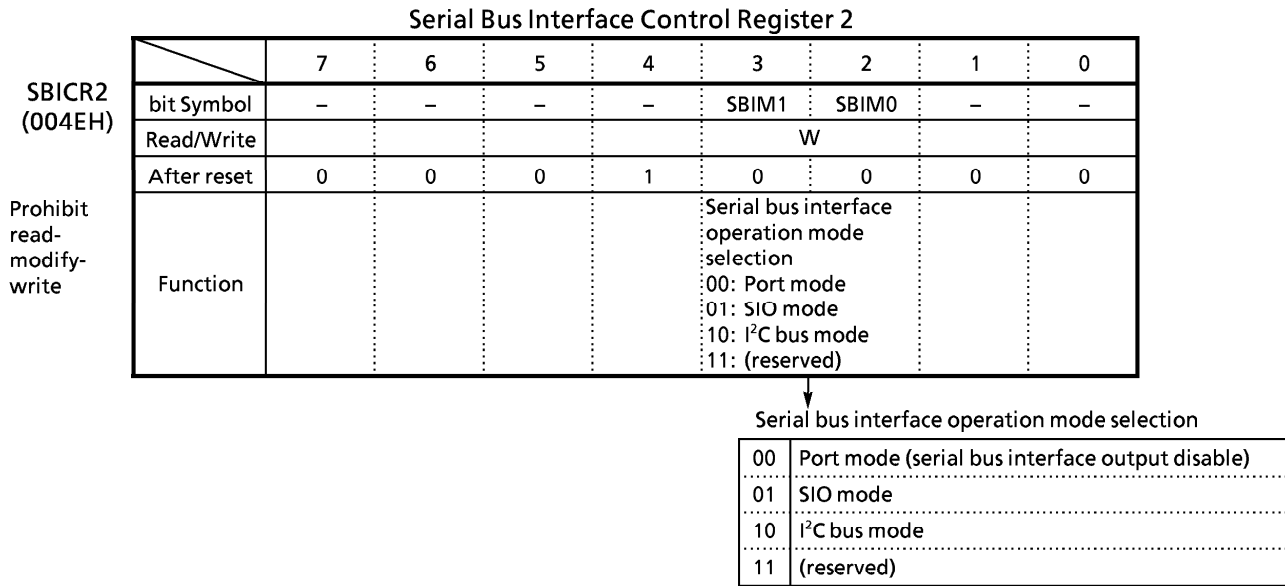 Serial Bus Interface Control Register 2
7 6 5 4 3 2 1 0
SBICR2
(004EH)
bit Symbol – – – – SBIM1 SBIM0 – –
Read/Write W
After reset 0 0 0 1 0 0 0 0
Prohibit
read-
modify-
write
Function
Serial bus interface
operation mode
selection
00: Port mode
01: SIO mode
10: I²C bus mode
11: (reserved)
Serial bus interface operation mode selection
00 Port mode (serial bus interface output disable)
01 SIO mode
10 I²C bus mode
11 (reserved)